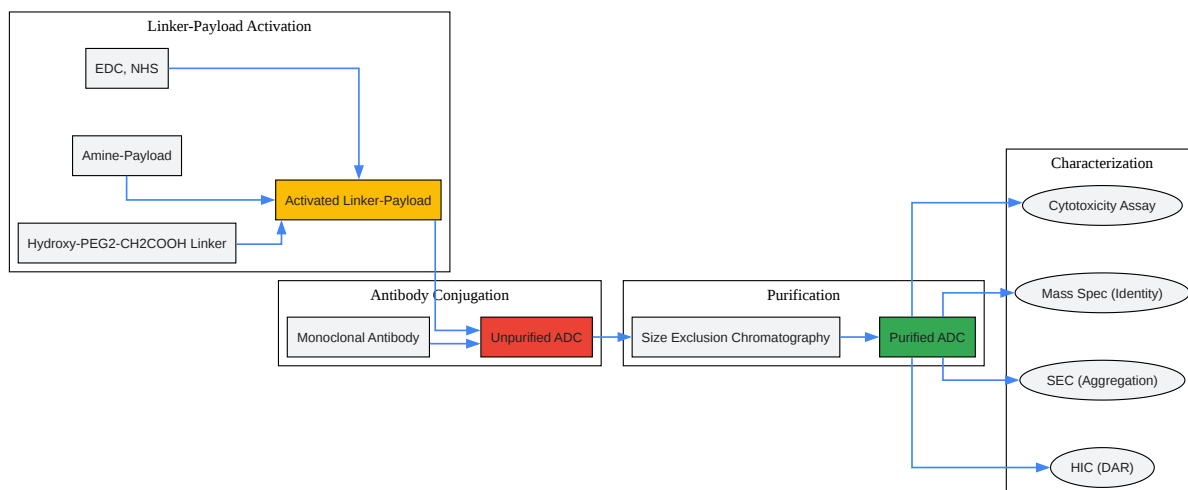 Linker-Payload Activation
EDC, NHS
Amine-Payload
Activated Linker-Payload
Hydroxy-PEG2-CH2COOH Linker
Antibody Conjugation
Monoclonal Antibody
Unpurified ADC
Purification
Size Exclusion Chromatography
Purified ADC
Characterization
Cytotoxicity Assay
Mass Spec (Identity)
SEC (Aggregation)
HIC (DAR)